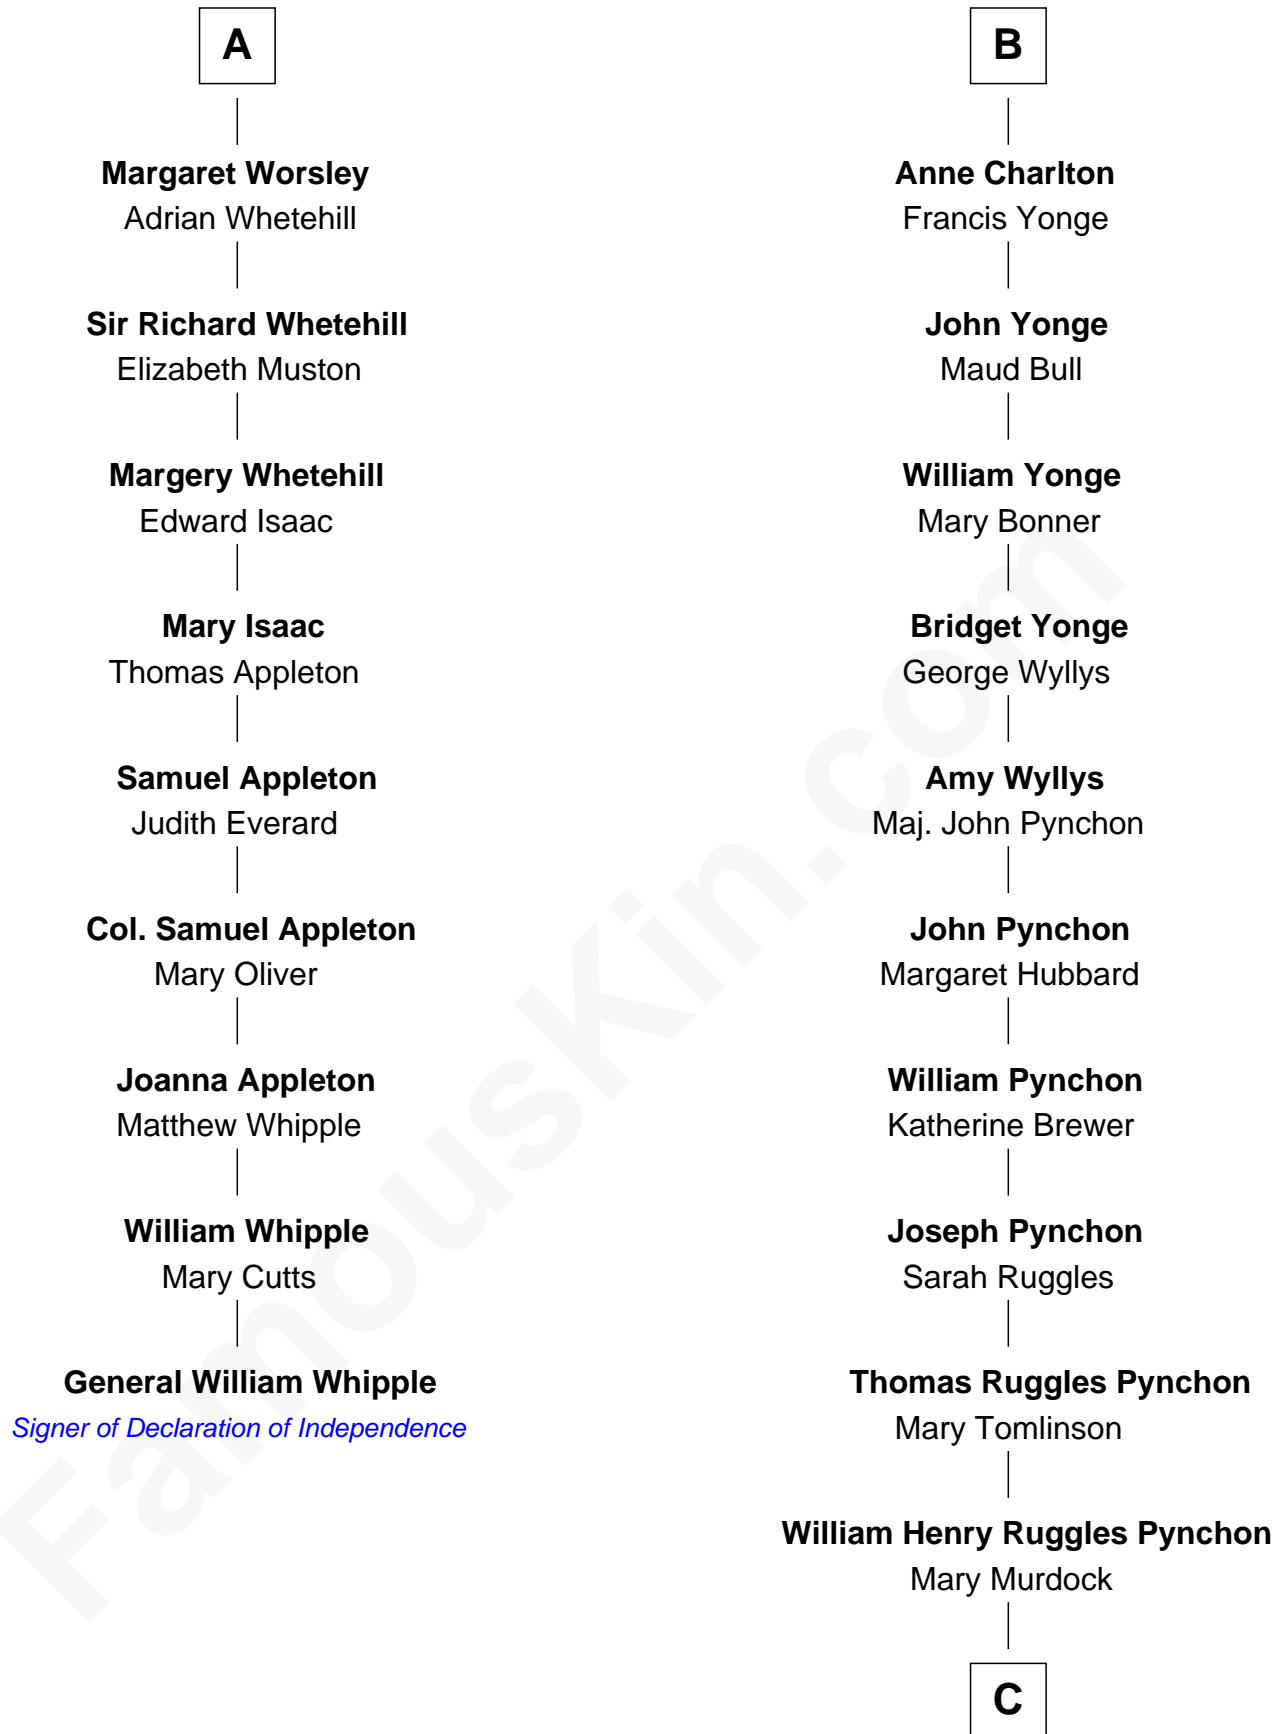 A
Margaret Worsley
Adrian Whetehill
Sir Richard Whetehill
Elizabeth Muston
Margery Whetehill
Edward Isaac
Mary Isaac
Thomas Appleton
Samuel Appleton
Judith Everard
Col. Samuel Appleton
Mary Oliver
Joanna Appleton
Matthew Whipple
William Whipple
Mary Cutts
General William Whipple
Signer of Declaration of Independence
B
Anne Charlton
Francis Yonge
John Yonge
Maud Bull
William Yonge
Mary Bonner
Bridget Yonge
George Wyllys
Amy Wyllys
Maj. John Pynchon
John Pynchon
Margaret Hubbard
William Pynchon
Katherine Brewer
Joseph Pynchon
Sarah Ruggles
Thomas Ruggles Pynchon
Mary Tomlinson
William Henry Ruggles Pynchon
Mary Murdock
C
FamousKin.com